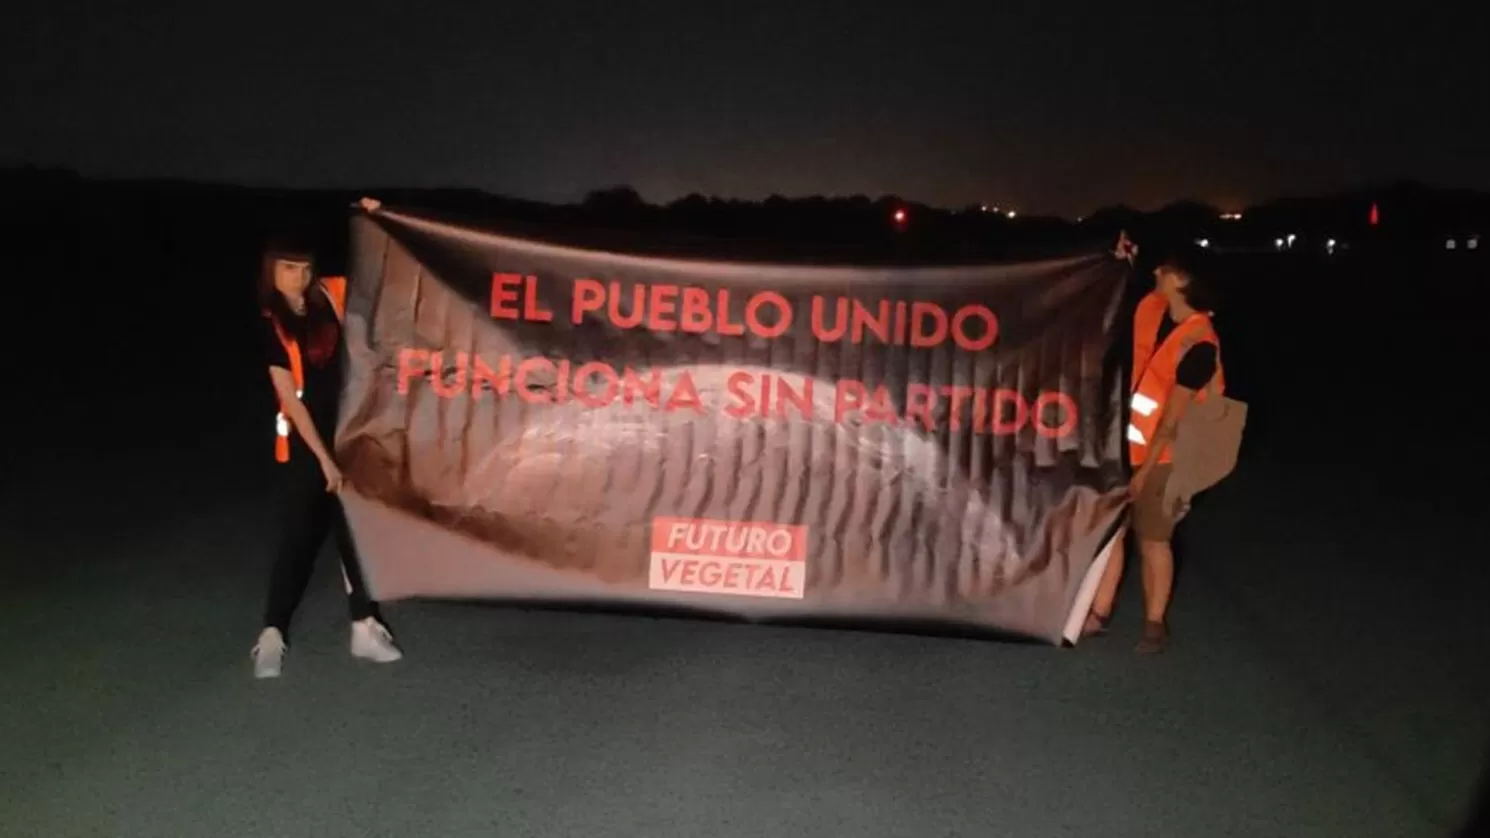 EL PUEBLO UNIDO
FUNCIONA SIN PARTIDO
FUTURO
VEGETAL